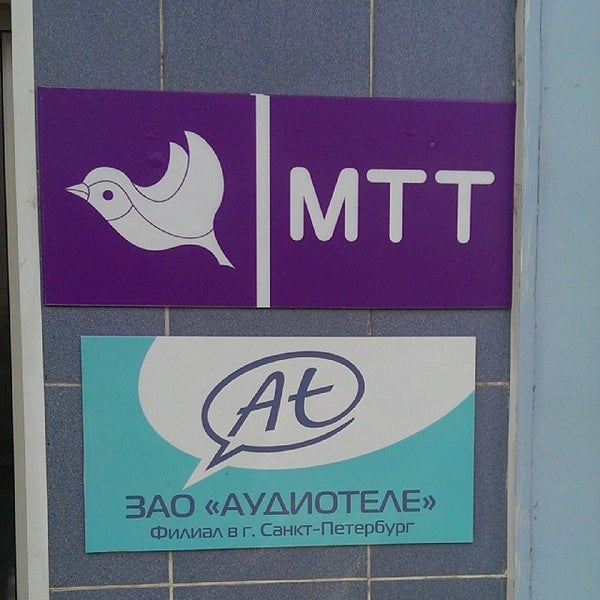 МТТ
At
ЗАО «АУДИОТЕЛЕ»
Филиал в г. Санкт-Петербург